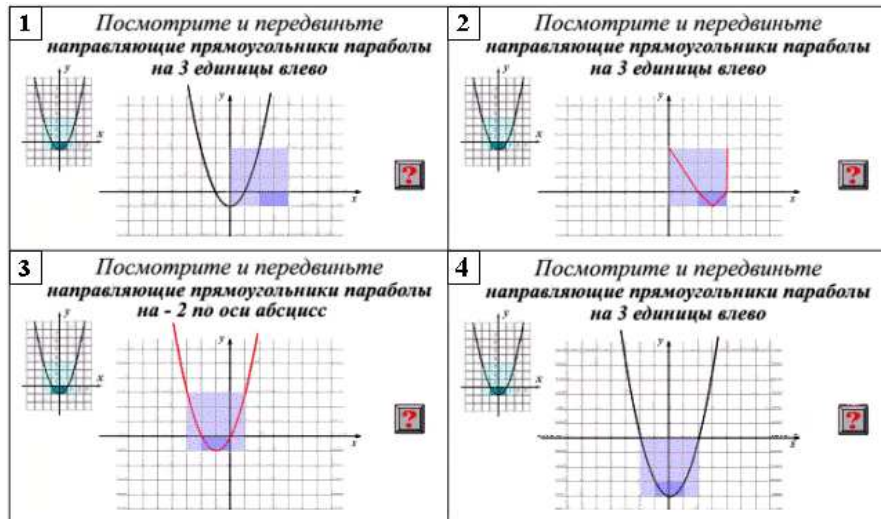 1
Посмотрите и передвиньте
направляющие прямоугольники параболы
на 3 единицы влево
y
x
y
x
?
2
Посмотрите и передвиньте
направляющие прямоугольники параболы
на 3 единицы влево
y
x
y
x
?
3
Посмотрите и передвиньте
направляющие прямоугольники параболы
на - 2 по оси абсцисс
y
x
y
x
?
4
Посмотрите и передвиньте
направляющие прямоугольники параболы
на 3 единицы влево
y
x
y
x
?